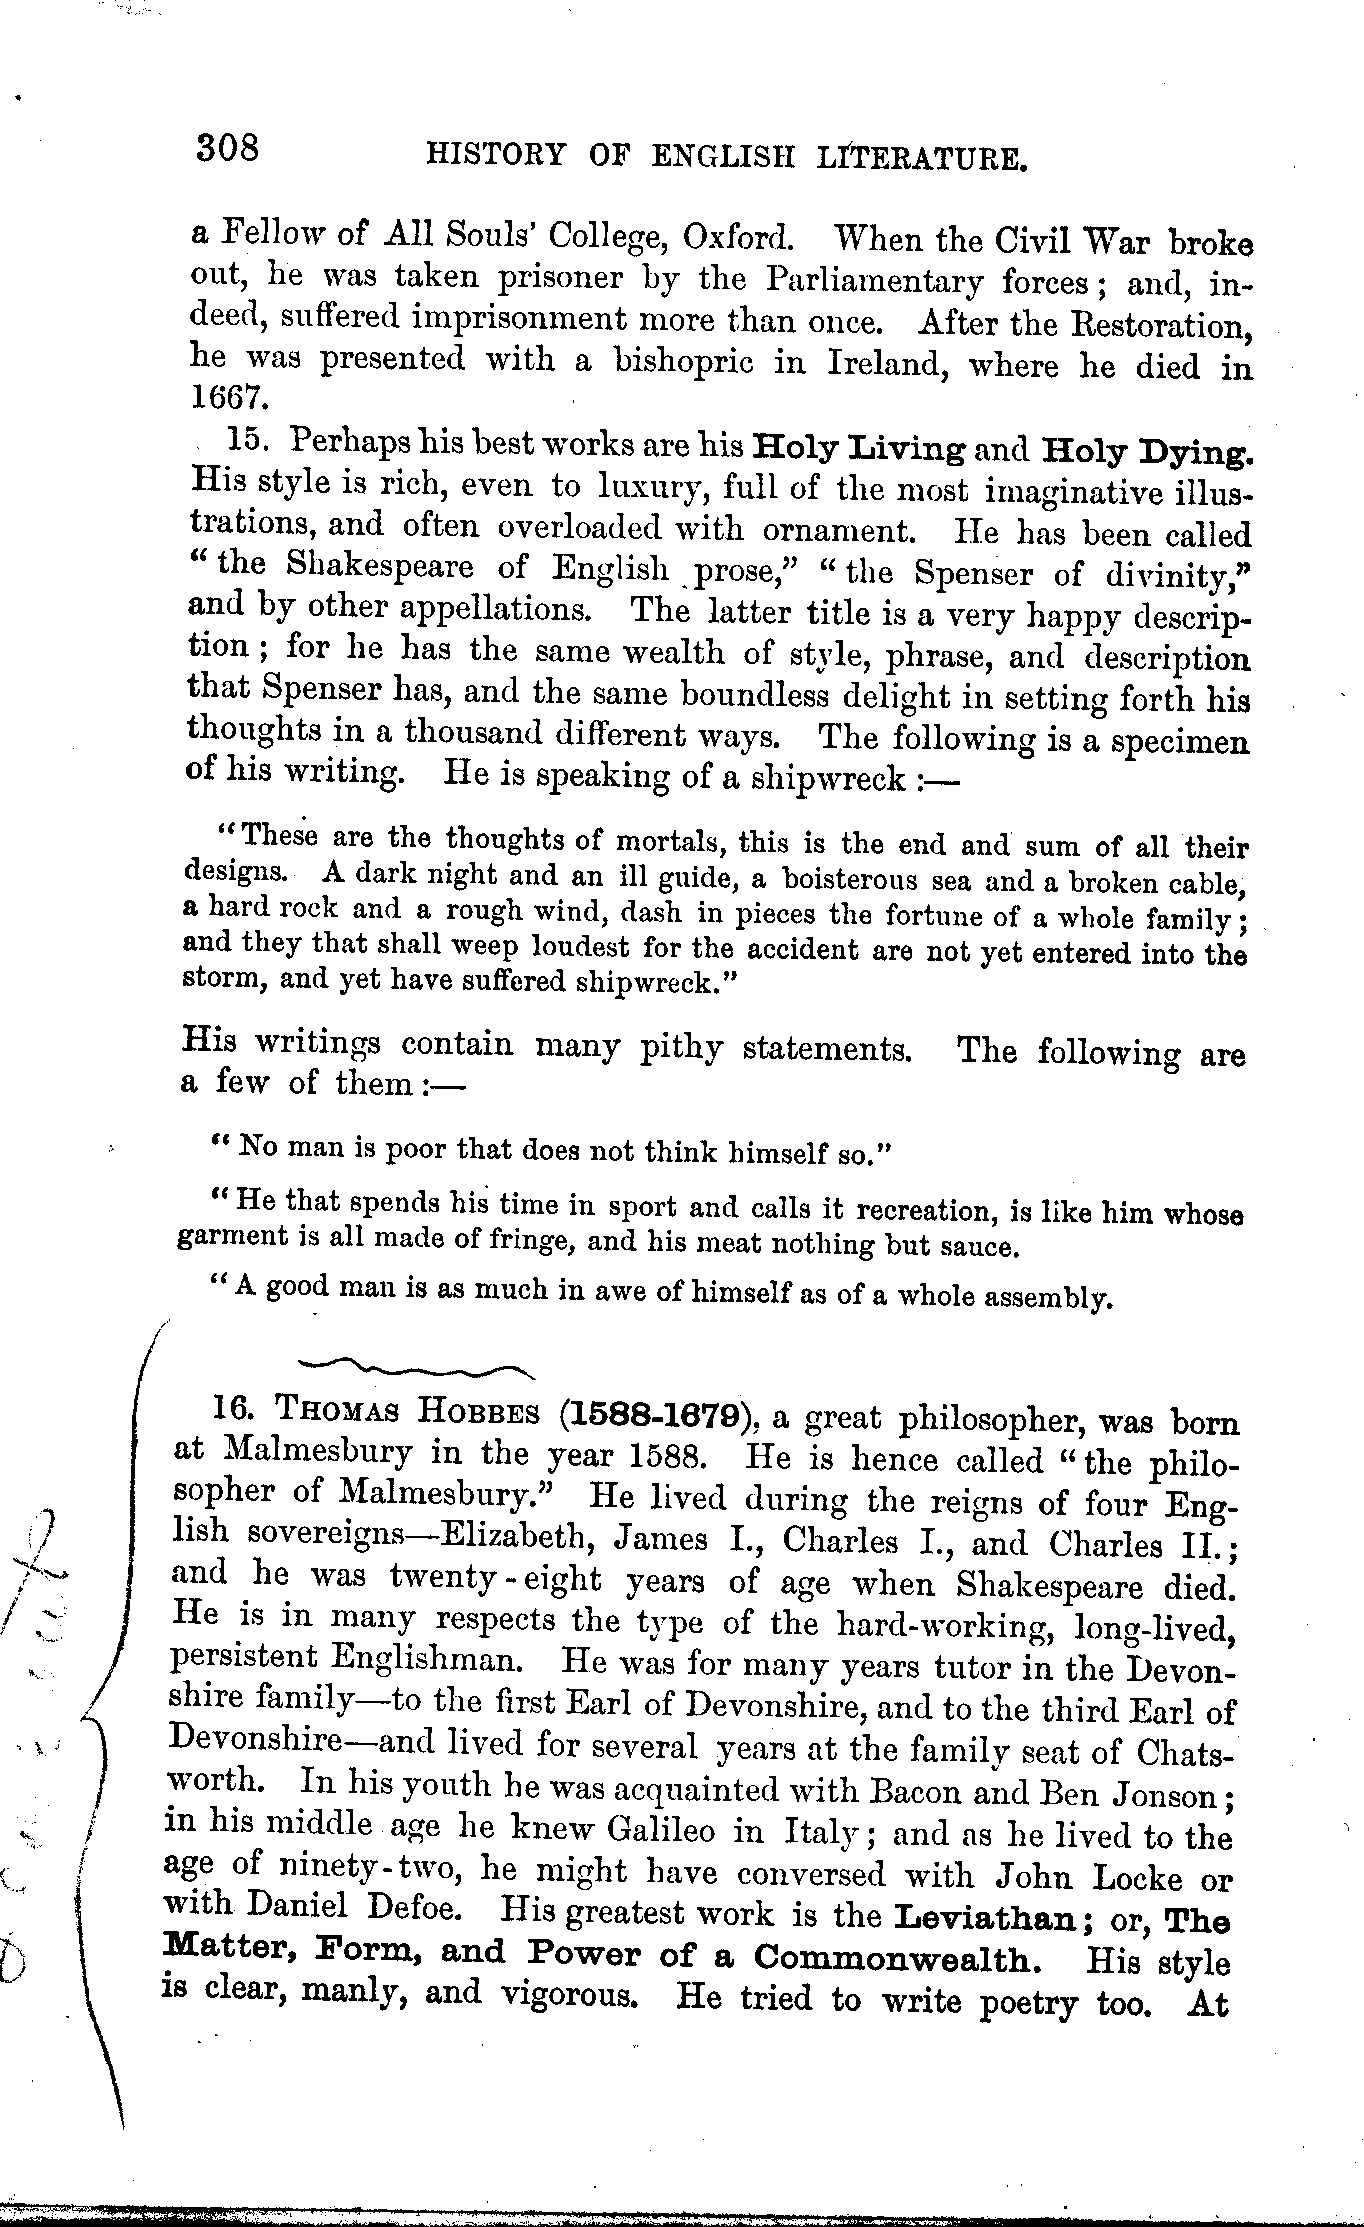 308 HISTORY OF ENGLISH LITERATURE.
a Fellow of All Souls' College, Oxford. When the Civil War broke
out, he was taken prisoner by the Parliamentary forces; and, in-
deed, suffered imprisonment more than once. After the Restoration,
he was presented with a bishopric in Ireland, where he died in
1667.
15. Perhaps his best works are his Holy Living and Holy Dying.
His style is rich, even to luxury, full of the most imaginative illus-
trations, and often overloaded with ornament. He has been called
"the Shakespeare of English prose," "the Spenser of divinity,"
and by other appellations. The latter title is a very happy descrip-
tion; for he has the same wealth of style, phrase, and description
that Spenser has, and the same boundless delight in setting forth his
thoughts in a thousand different ways. The following is a specimen
of his writing. He is speaking of a shipwreck:—
"These are the thoughts of mortals, this is the end and sum of all their
designs. A dark night and an ill guide, a boisterous sea and a broken cable,
a hard rock and a rough wind, dash in pieces the fortune of a whole family;
and they that shall weep loudest for the accident are not yet entered into the
storm, and yet have suffered shipwreck."
His writings contain many pithy statements. The following are
a few of them:—
"No man is poor that does not think himself so."
"He that spends his time in sport and calls it recreation, is like him whose
garment is all made of fringe, and his meat nothing but sauce.
"A good man is as much in awe of himself as of a whole assembly.
16. THOMAS HOBBES (1588-1679), a great philosopher, was born
at Malmesbury in the year 1588. He is hence called "the philo-
sopher of Malmesbury." He lived during the reigns of four Eng-
lish sovereigns—Elizabeth, James I., Charles I., and Charles II.;
and he was twenty-eight years of age when Shakespeare died.
He is in many respects the type of the hard-working, long-lived,
persistent Englishman. He was for many years tutor in the Devon-
shire family—to the first Earl of Devonshire, and to the third Earl of
Devonshire—and lived for several years at the family seat of Chats-
worth. In his youth he was acquainted with Bacon and Ben Jonson;
in his middle age he knew Galileo in Italy; and as he lived to the
age of ninety-two, he might have conversed with John Locke or
with Daniel Defoe. His greatest work is the Leviathan; or, The
Matter, Form, and Power of a Commonwealth. His style
is clear, manly, and vigorous. He tried to write poetry too. At